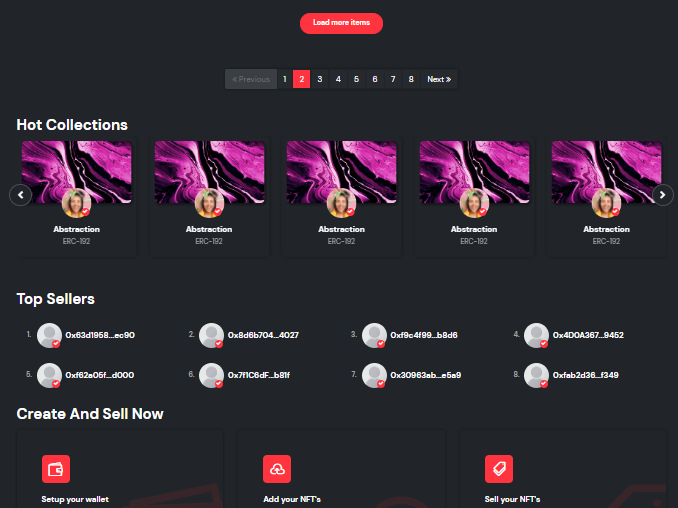 Load more items
« Previous 1 2 3 4 5 6 7 8 Next »
Hot Collections
Abstraction Abstraction Abstraction Abstraction Abstraction
ERC-192 ERC-192 ERC-192 ERC-192 ERC-192
Top Sellers
1. 0x63d1958...ec90 2. 0x8d6b704...4027 3. 0xf9c4f99...b8d6 4. 0x4D0A367...9452
5. 0xf62a05f...d000 6. 0x7f1C6dF...b81f 7. 0x30963ab...e5a9 8. 0xfab2d36...f349
Create And Sell Now
Setup your wallet Add your NFT's Sell your NFT's